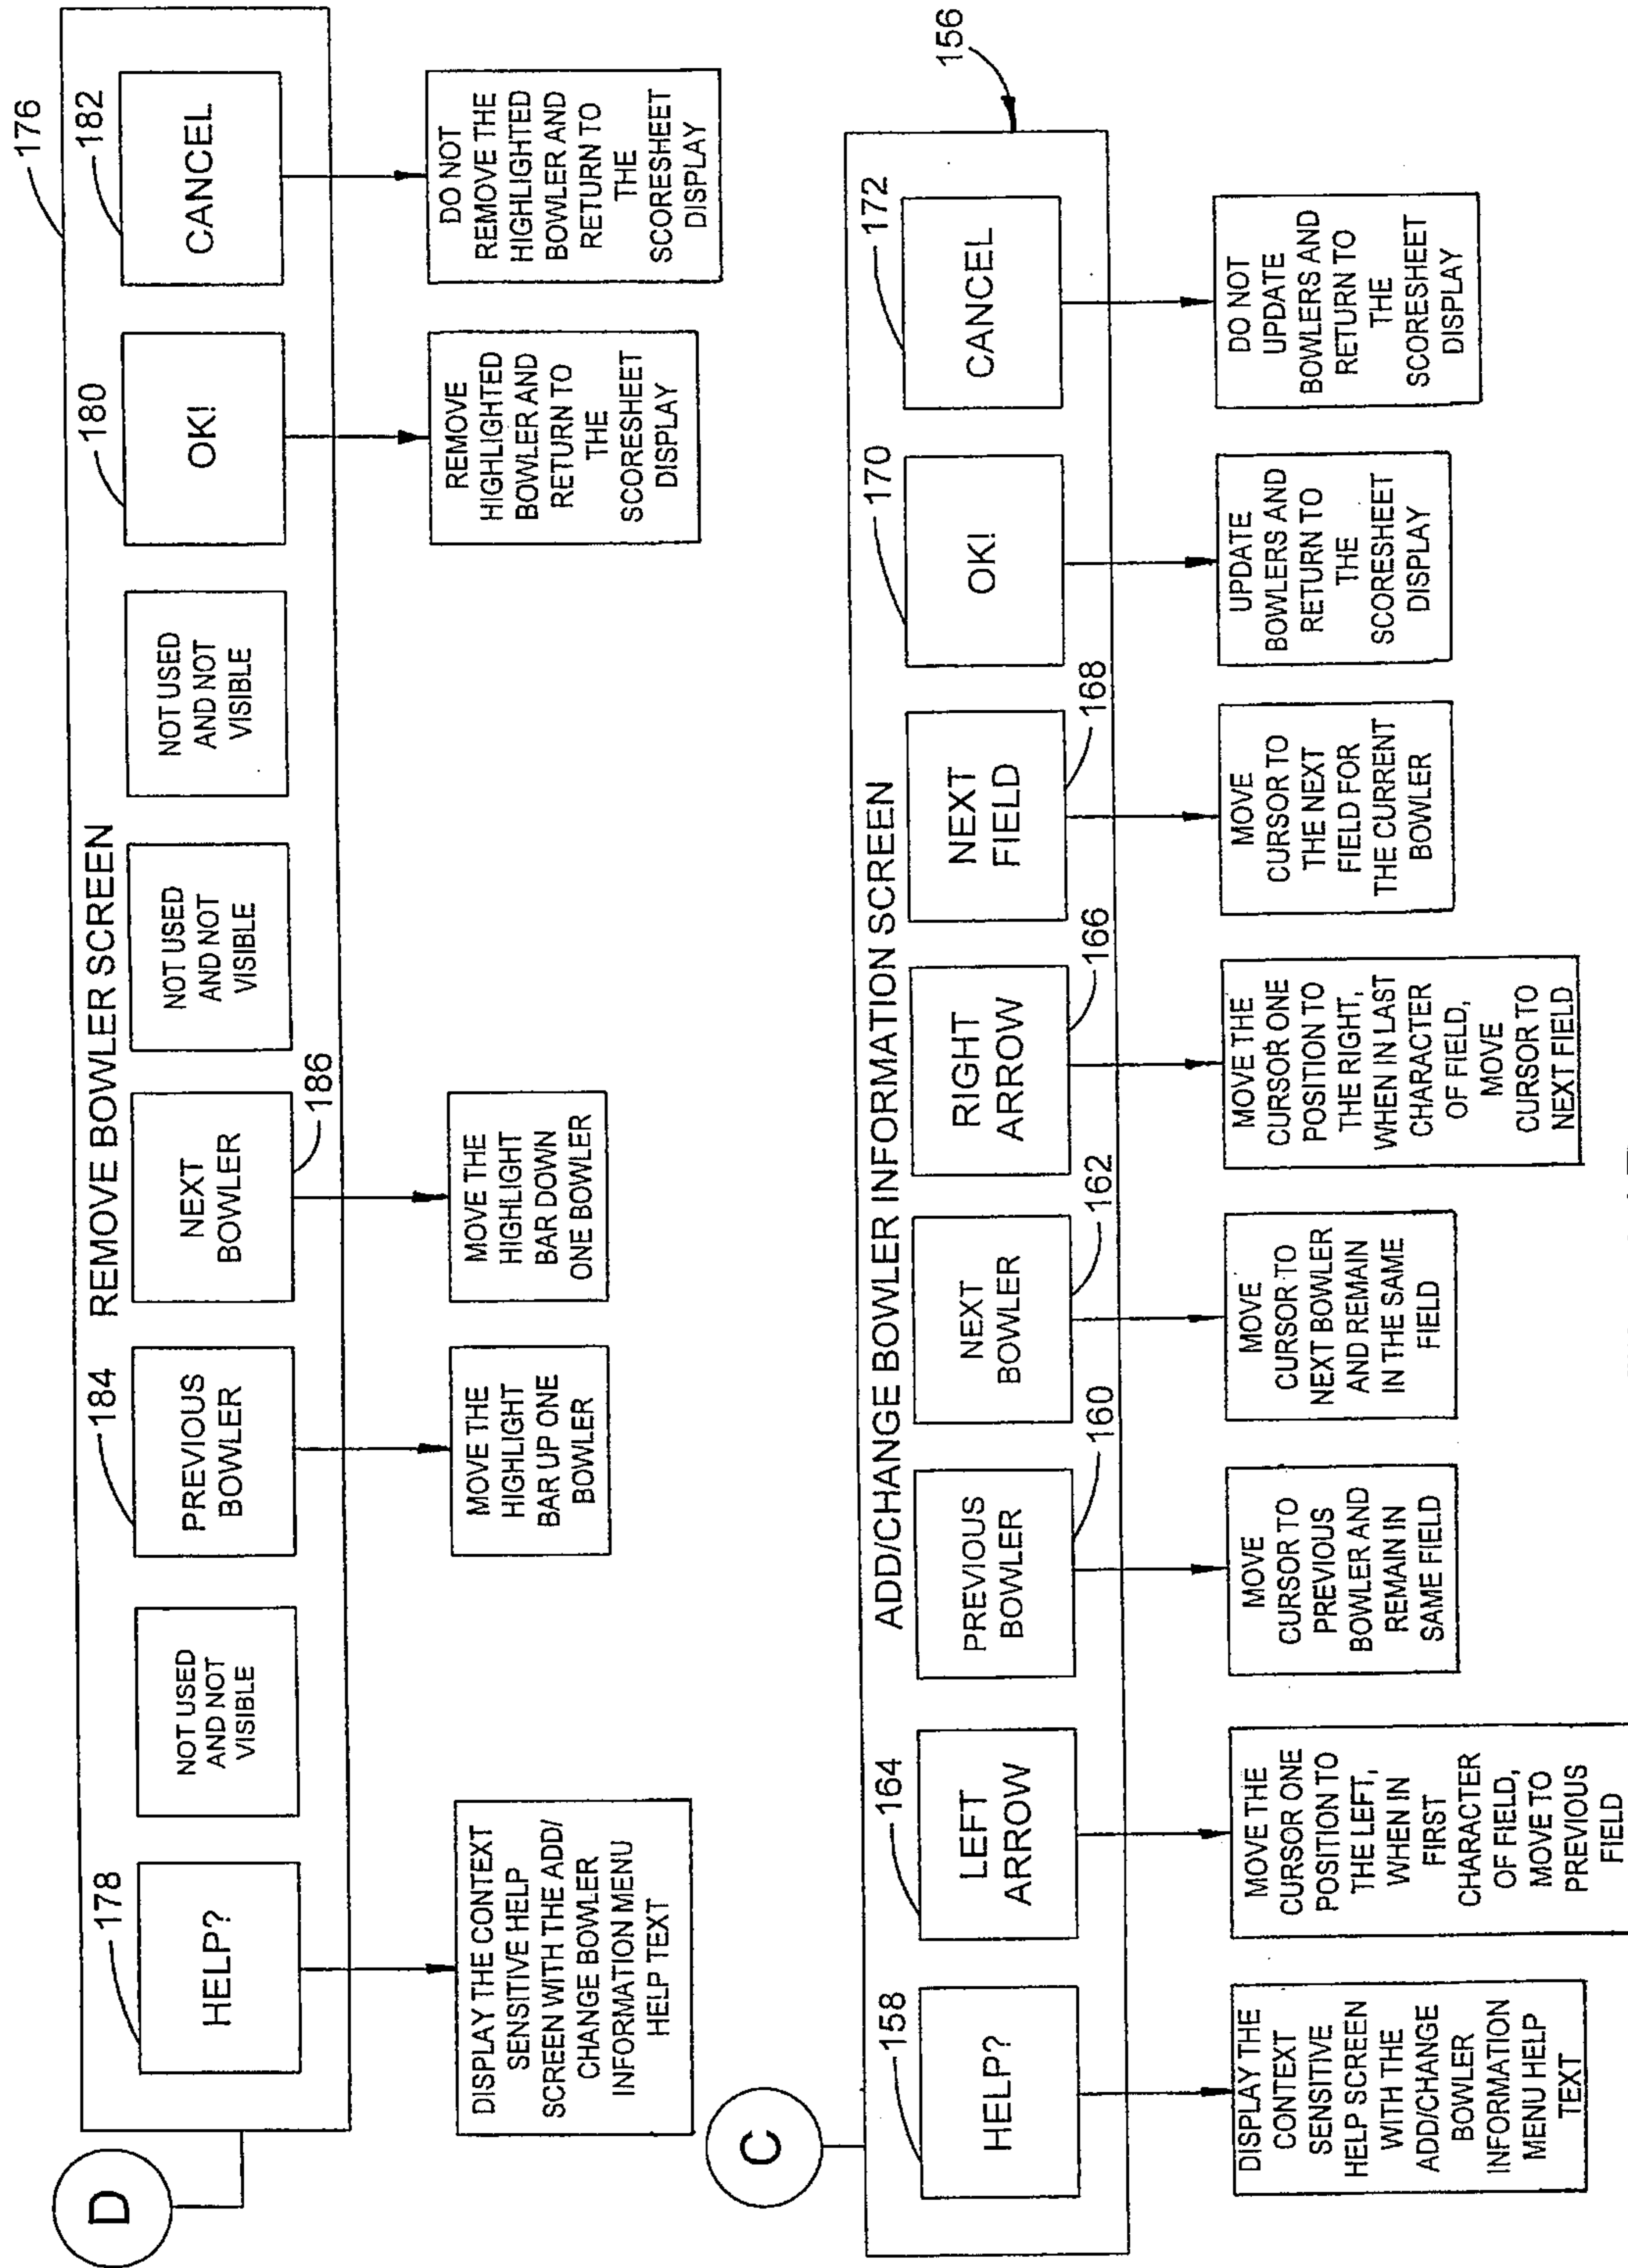 D
176
REMOVE BOWLER SCREEN
178
HELP?
NOT USED
AND NOT
VISIBLE
184
PREVIOUS
BOWLER
NEXT
BOWLER
186
NOT USED
AND NOT
VISIBLE
NOT USED
AND NOT
VISIBLE
180
OK!
182
CANCEL
DISPLAY THE CONTEXT
SENSITIVE HELP
SCREEN WITH THE ADD/
CHANGE BOWLER
INFORMATION MENU
HELP TEXT
MOVE THE
HIGHLIGHT
BAR UP ONE
BOWLER
MOVE THE
HIGHLIGHT
BAR DOWN
ONE BOWLER
REMOVE
HIGHLIGHTED
BOWLER AND
RETURN TO
THE
SCORESHEET
DISPLAY
DO NOT
REMOVE THE
HIGHLIGHTED
BOWLER AND
RETURN TO
THE
SCORESHEET
DISPLAY
C
156
ADD/CHANGE BOWLER INFORMATION SCREEN
158
HELP?
164
LEFT
ARROW
PREVIOUS
BOWLER
160
NEXT
BOWLER
162
RIGHT
ARROW
166
NEXT
FIELD
168
170
OK!
172
CANCEL
DISPLAY THE
CONTEXT
SENSITIVE
HELP SCREEN
WITH THE
ADD/CHANGE
BOWLER
INFORMATION
MENU HELP
TEXT
MOVE THE
CURSOR ONE
POSITION TO
THE LEFT,
WHEN IN
FIRST
CHARACTER
OF FIELD,
MOVE TO
PREVIOUS
FIELD
MOVE
CURSOR TO
PREVIOUS
BOWLER AND
REMAIN IN
SAME FIELD
MOVE
CURSOR TO
NEXT BOWLER
AND REMAIN
IN THE SAME
FIELD
MOVE THE
CURSOR ONE
POSITION TO
THE RIGHT,
WHEN IN LAST
CHARACTER
OF FIELD,
MOVE
CURSOR TO
NEXT FIELD
MOVE
CURSOR TO
THE NEXT
FIELD FOR
THE CURRENT
BOWLER
UPDATE
BOWLERS AND
RETURN TO
THE
SCORESHEET
DISPLAY
DO NOT
UPDATE
BOWLERS AND
RETURN TO
THE
SCORESHEET
DISPLAY